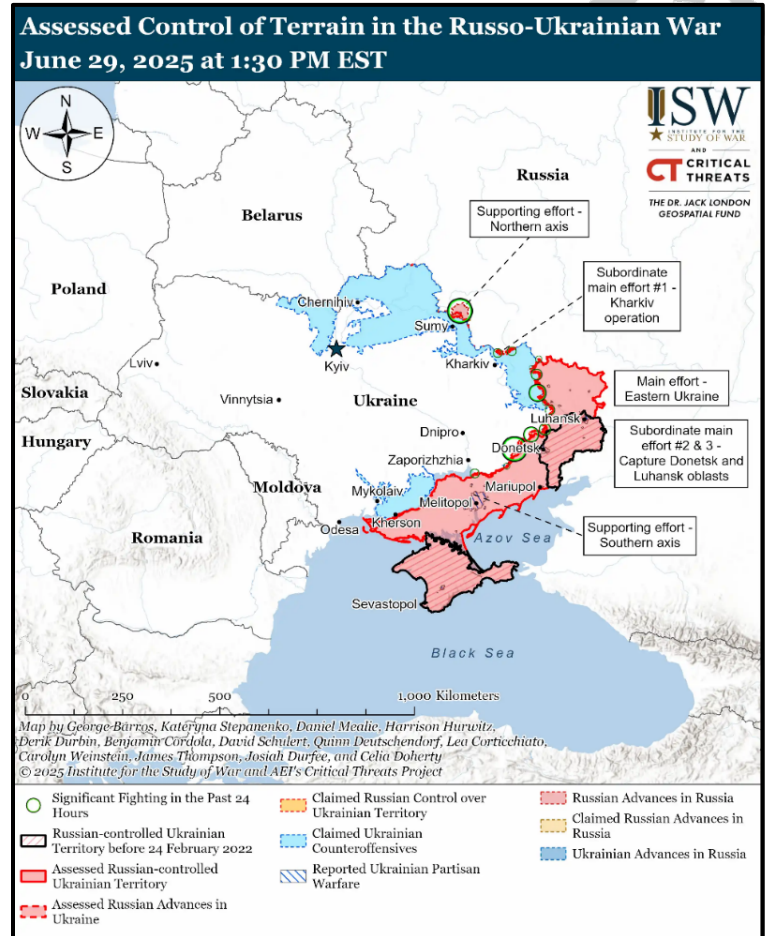 Assessed Control of Terrain in the Russo-Ukrainian War
June 29, 2025 at 1:30 PM EST
N
W
E
S
ISW
INSTITUTE FOR THE
STUDY OF WAR
AND
CT CRITICAL
THREATS
THE DR. JACK LONDON
GEOSPATIAL FUND
Russia
Belarus
Supporting effort -
Northern axis
Subordinate
main effort #1 -
Kharkiv
operation
Poland
Chernihiv
Sumy
Kyiv
Lviv
Kharkiv
Slovakia
Vinnytsia
Ukraine
Main effort -
Eastern Ukraine
Luhansk
Hungary
Dnipro
Donetsk
Subordinate main
effort #2 & 3 -
Capture Donetsk and
Luhansk oblasts
Zaporizhzhia
Moldova
Mykolaiv
Mariupol
Melitopol
Odesa
Kherson
Romania
Azov Sea
Supporting effort -
Southern axis
Sevastopol
Black Sea
0
250
500
1,000 Kilometers
Map by George Barros, Kateryna Stepanenko, Daniel Mealie, Harrison Hurwitz,
Derik Durbin, Benjamin Cordola, David Schulert, Quinn Deutschendorf, Lea Corticchiato,
Carolyn Weinstein, James Thompson, Josiah Durfee, and Celia Doherty
© 2025 Institute for the Study of War and AEI's Critical Threats Project
Significant Fighting in the Past 24
Hours
Russian-controlled Ukrainian
Territory before 24 February 2022
Assessed Russian-controlled
Ukrainian Territory
Assessed Russian Advances in
Ukraine
Claimed Russian Control over
Ukrainian Territory
Claimed Ukrainian
Counteroffensives
Reported Ukrainian Partisan
Warfare
Russian Advances in Russia
Claimed Russian Advances in
Russia
Ukrainian Advances in Russia